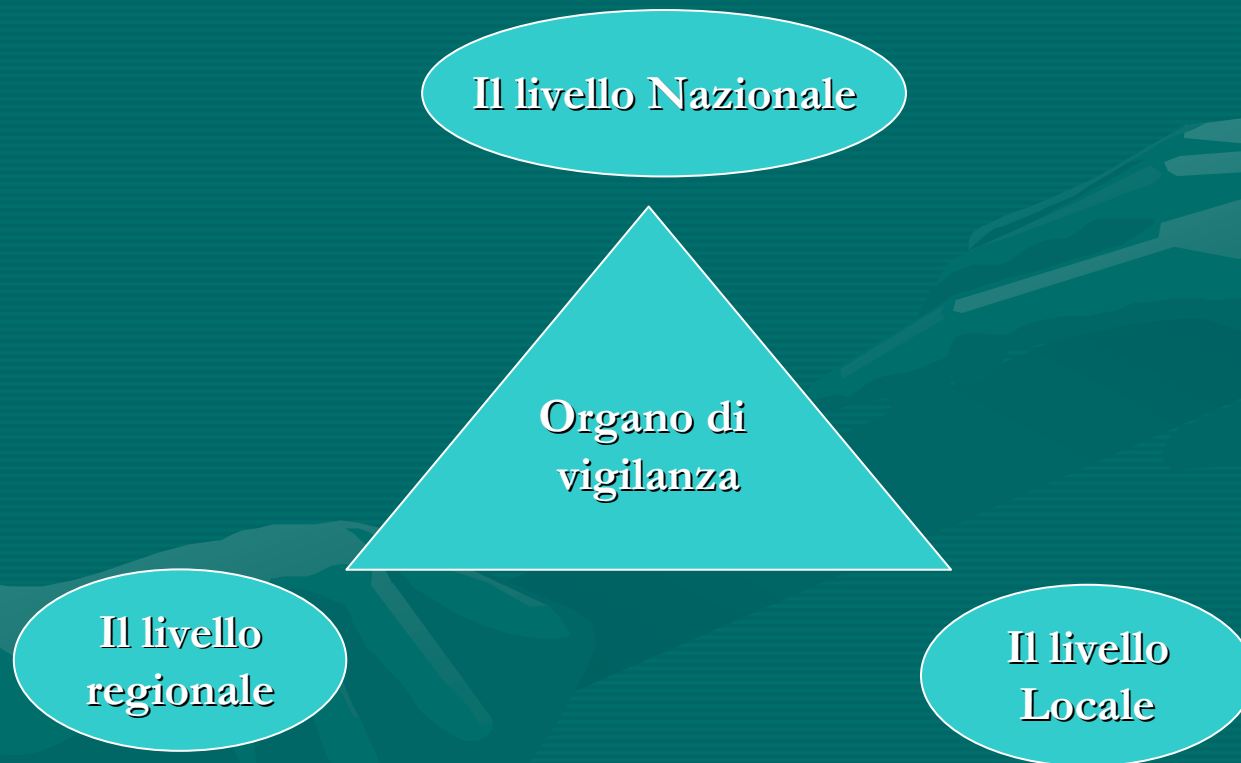 Il livello Nazionale
Organo di
vigilanza
Il livello
regionale
Il livello
Locale